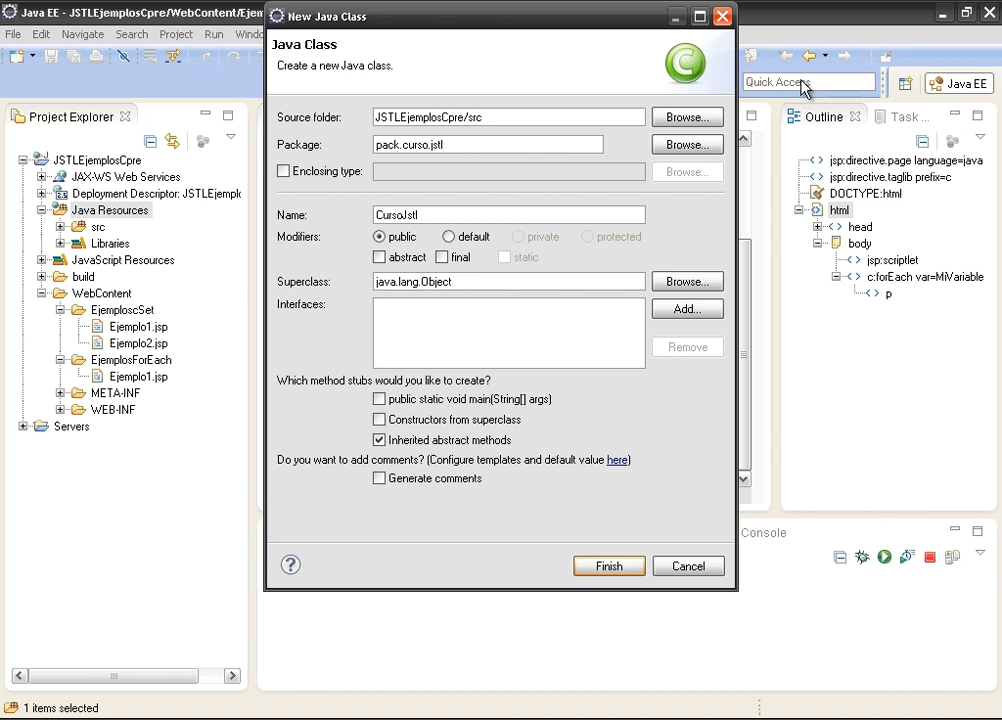 Java EE - JSTLEjemplosCpre/WebContent/Ejem
File Edit Navigate Search Project Run Windo
Quick Access
Java EE
Project Explorer
JSTLEjemplosCpre
JAX-WS Web Services
Deployment Descriptor: JSTLEjemplo
Java Resources
src
Libraries
JavaScript Resources
build
WebContent
EjemploscSet
Ejemplo1.jsp
Ejemplo2.jsp
EjemplosForEach
Ejemplo1.jsp
META-INF
WEB-INF
Servers
1 items selected
New Java Class
Java Class
Create a new Java class.
Source folder: JSTLEjemplosCpre/src Browse...
Package: pack.curso.jstl Browse...
Enclosing type: Browse...
Name: CursoJstl
Modifiers: public default private protected
abstract final static
Superclass: java.lang.Object Browse...
Interfaces: Add...
Remove
Which method stubs would you like to create?
public static void main(String[] args)
Constructors from superclass
Inherited abstract methods
Do you want to add comments? (Configure templates and default value here)
Generate comments
? Finish Cancel
Outline Task ...
jsp:directive.page language=java
jsp:directive.taglib prefix=c
DOCTYPE:html
html
head
body
jsp:scriptlet
c:forEach var=MiVariable
p
Console